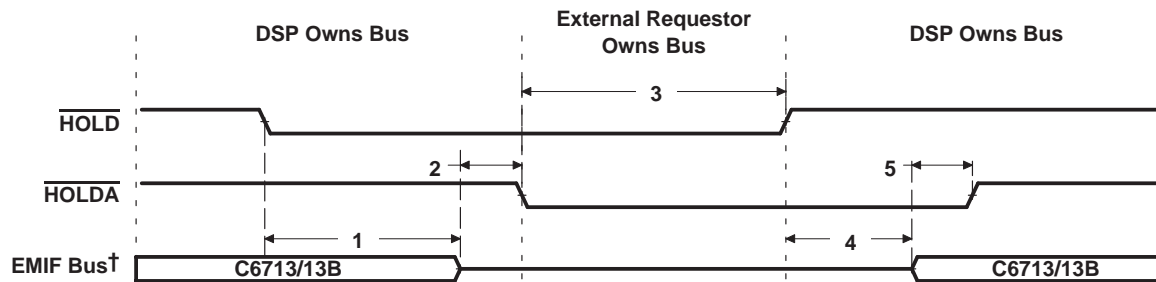 DSP Owns Bus
External Requestor
Owns Bus
DSP Owns Bus
3
HOLD
2
5
HOLDA
1
4
EMIF Bus†
C6713/13B
C6713/13B